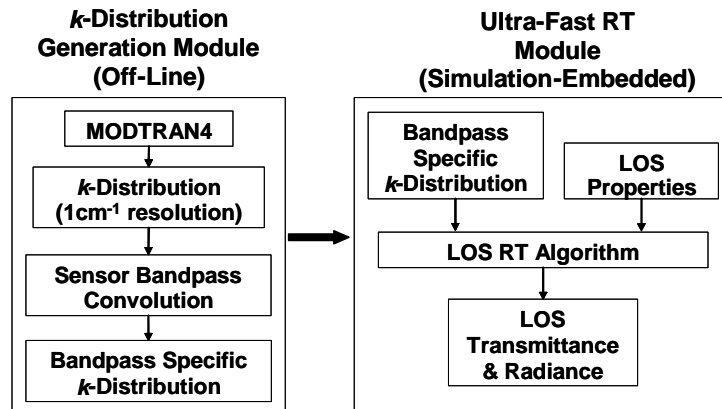 k-Distribution
Generation Module
(Off-Line)
MODTRAN4
k-Distribution
(1cm⁻¹ resolution)
Sensor Bandpass
Convolution
Bandpass Specific
k-Distribution
Ultra-Fast RT
Module
(Simulation-Embedded)
Bandpass
Specific
k-Distribution
LOS
Properties
LOS RT Algorithm
LOS
Transmittance
& Radiance